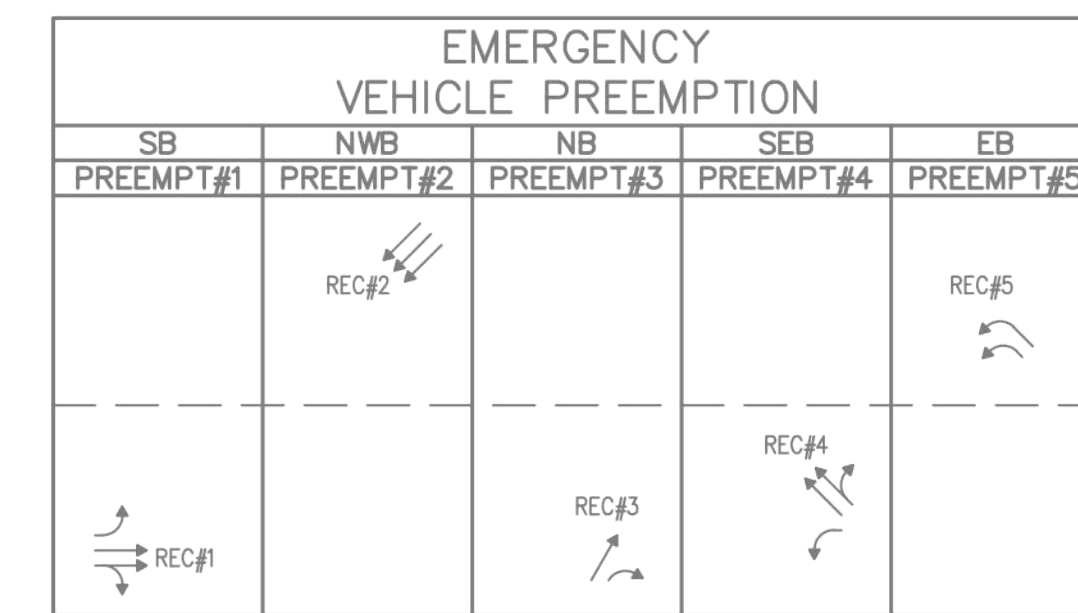 EMERGENCY
VEHICLE PREEMPTION
SB NWB NB SEB EB
PREEMPT#1 PREEMPT#2 PREEMPT#3 PREEMPT#4 PREEMPT#5
REC#2 REC#5
REC#4
REC#3
REC#1